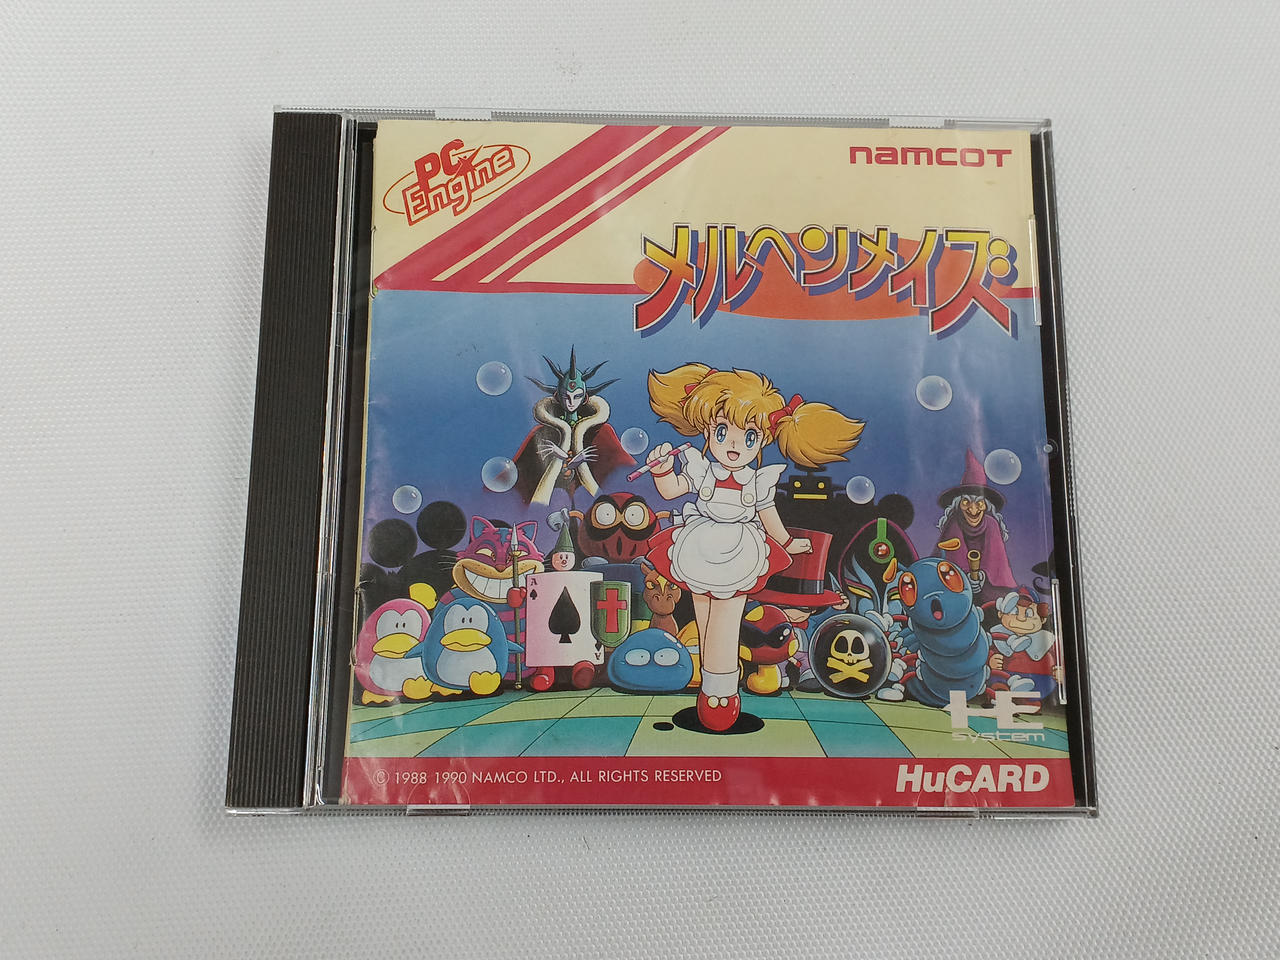 PC Engine
namcoT
メルヘンメイズ
A
A
HE
system
© 1988 1990 NAMCO LTD., ALL RIGHTS RESERVED
HuCARD